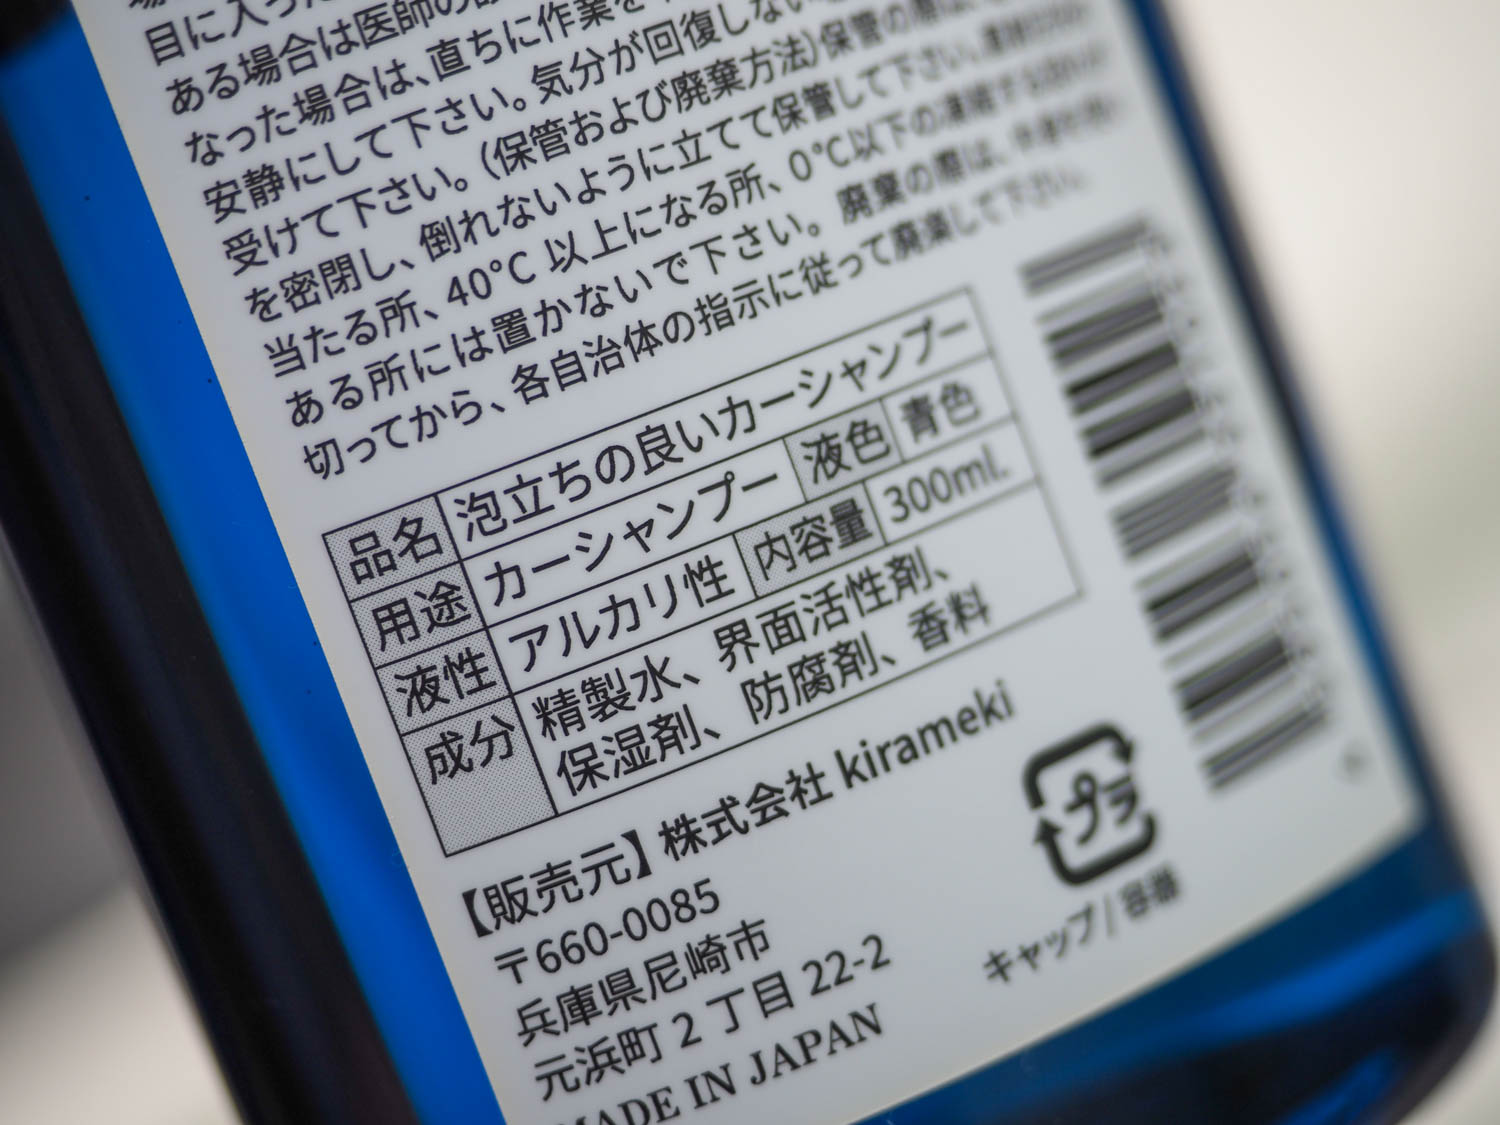 目に入った
ある場合は医師の
なった場合は、直ちに作業を
安静にして下さい。気分が回復しない
受けて下さい。（保管および廃棄方法）保管の際は、
を密閉し、倒れないように立てて保管して下さい。
当たる所、40℃ 以上になる所、0℃以下の
ある所には置かないで下さい。 廃棄の際は、
切ってから、各自治体の指示に従って廃棄して下さい。
品名 泡立ちの良いカーシャンプー
用途 カーシャンプー 液色 青色
液性 アルカリ性 内容量 300ml.
成分 精製水、界面活性剤、
保湿剤、防腐剤、香料
【販売元】株式会社 kirameki
〒660-0085
兵庫県尼崎市
元浜町 2 丁目 22-2
MADE IN JAPAN
プラ
キャップ/容器